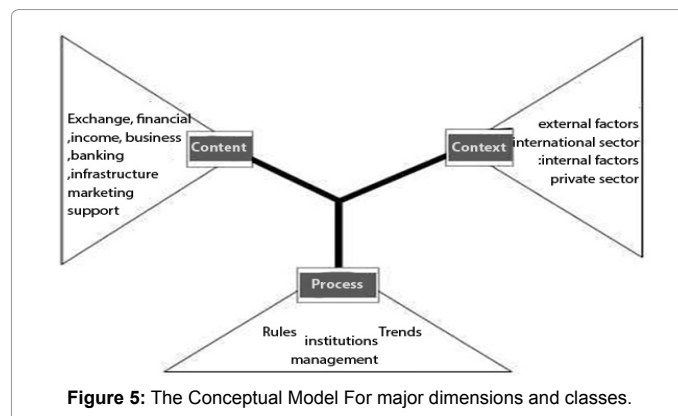 Exchange, financial
,income, business
,banking
,infrastructure
marketing
support
Content
Context
external factors
international sector
:internal factors
private sector
Process
Rules institutions Trends
management
Figure 5: The Conceptual Model For major dimensions and classes.